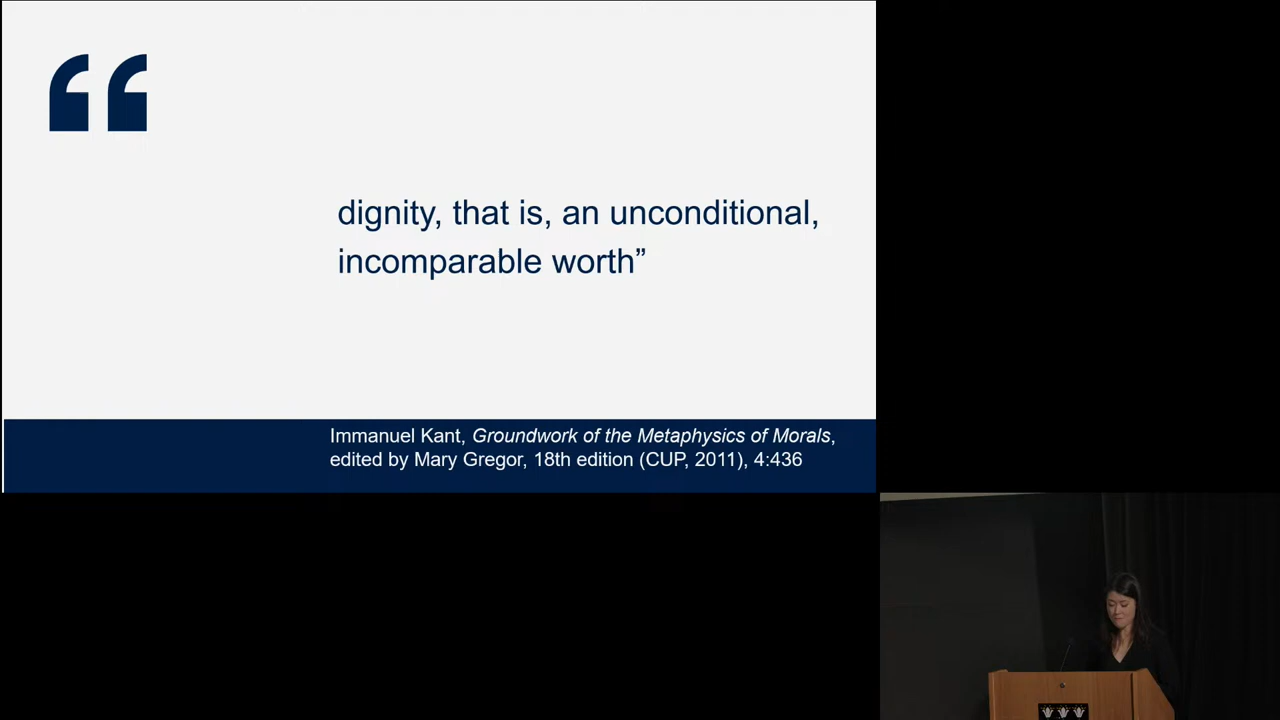 “
dignity, that is, an unconditional,
incomparable worth”
Immanuel Kant, Groundwork of the Metaphysics of Morals,
edited by Mary Gregor, 18th edition (CUP, 2011), 4:436